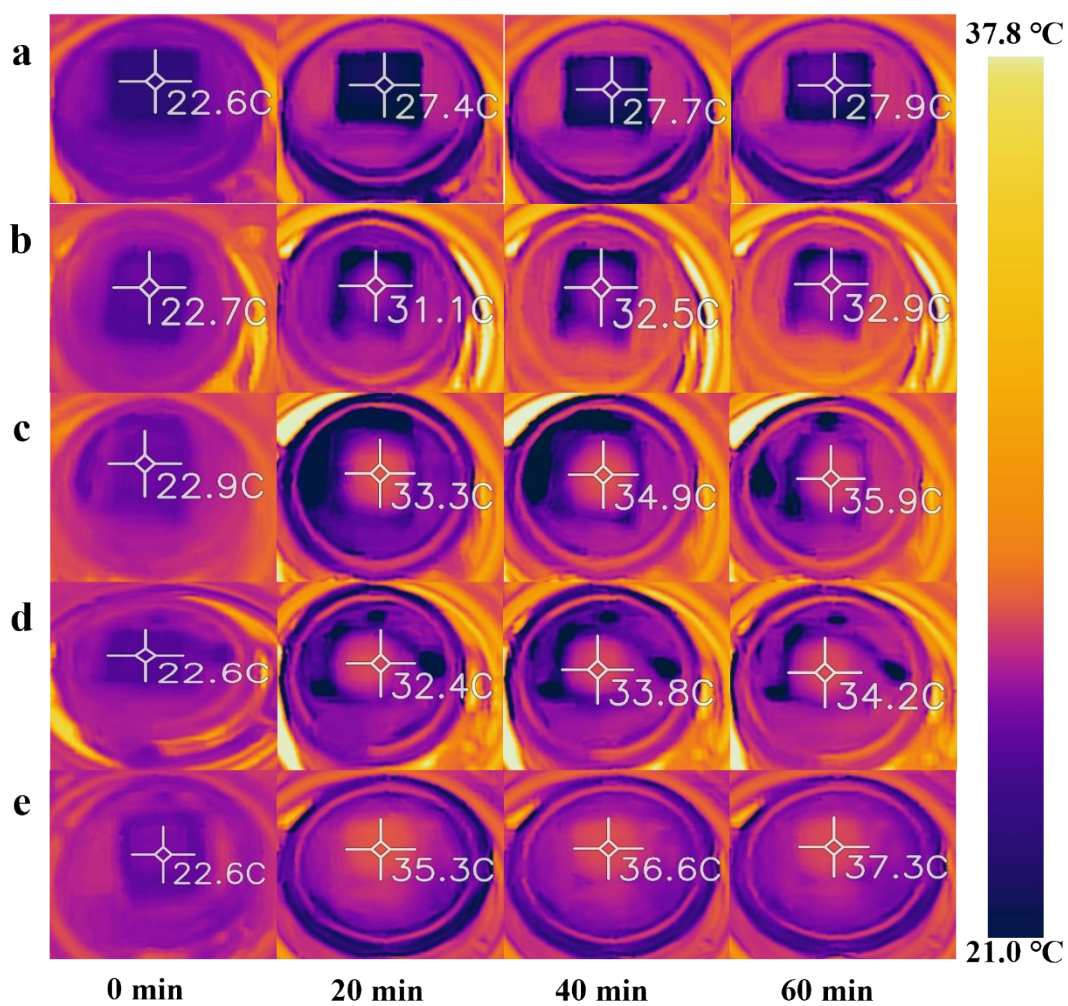 37.8 °C
a
22.6C 27.4C 27.7C 27.9C
b
22.7C 31.1C 32.5C 32.9C
c
22.9C 33.3C 34.9C 35.9C
d
22.6C 32.4C 33.8C 34.2C
e
22.6C 35.3C 36.6C 37.3C
21.0 °C
0 min 20 min 40 min 60 min